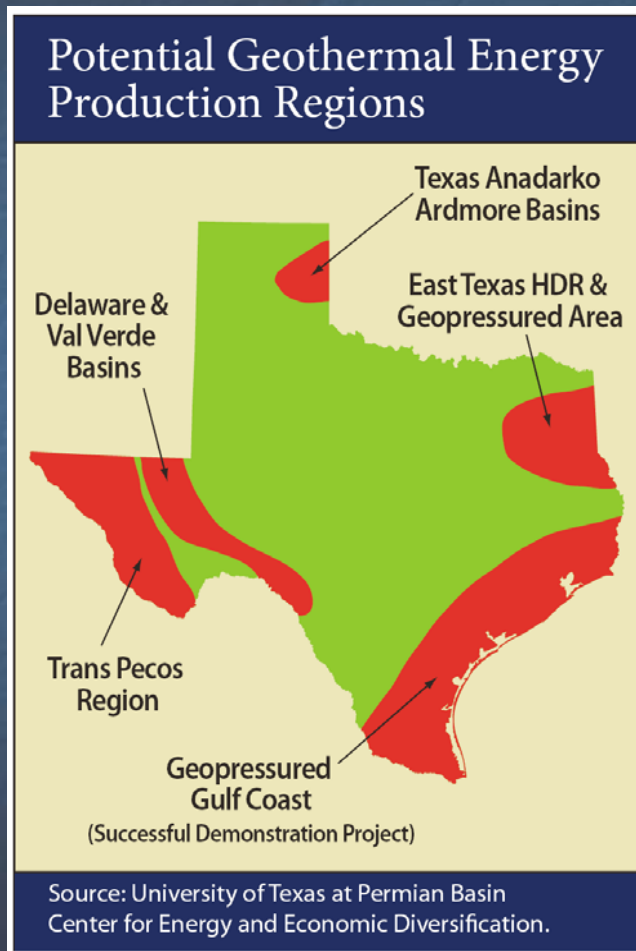 Potential Geothermal Energy
Production Regions
Texas Anadarko
Ardmore Basins
East Texas HDR &
Geopressured Area
Delaware &
Val Verde
Basins
Trans Pecos
Region
Geopressured
Gulf Coast
(Successful Demonstration Project)
Source: University of Texas at Permian Basin
Center for Energy and Economic Diversification.